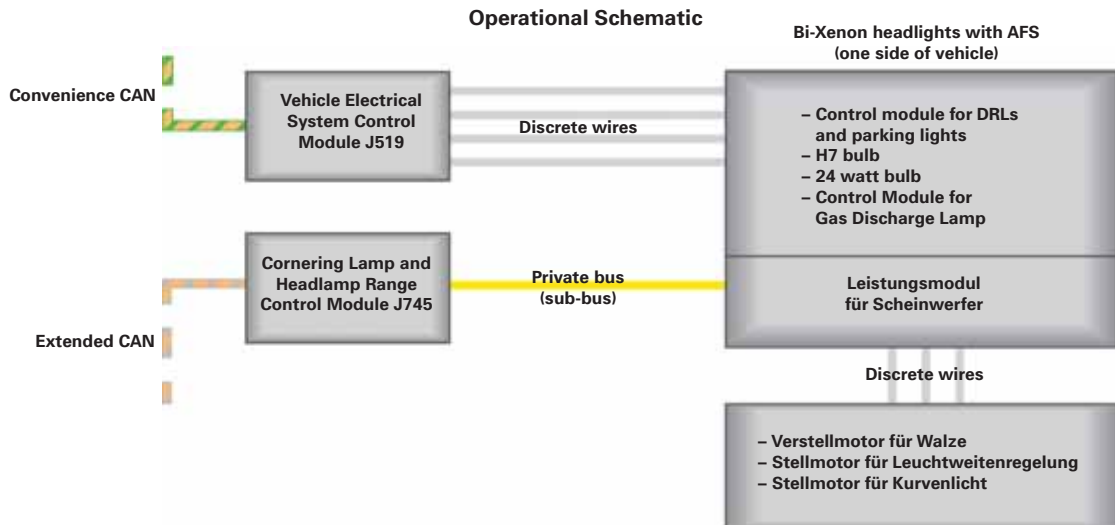 Operational Schematic
Bi-Xenon headlights with AFS
(one side of vehicle)
Convenience CAN
Vehicle Electrical
System Control
Module J519
Discrete wires
– Control module for DRLs
and parking lights
– H7 bulb
– 24 watt bulb
– Control Module for
Gas Discharge Lamp
Extended CAN
Cornering Lamp and
Headlamp Range
Control Module J745
Private bus
(sub-bus)
Leistungsmodul
für Scheinwerfer
Discrete wires
– Verstellmotor für Walze
– Stellmotor für Leuchtweitenregelung
– Stellmotor für Kurvenlicht